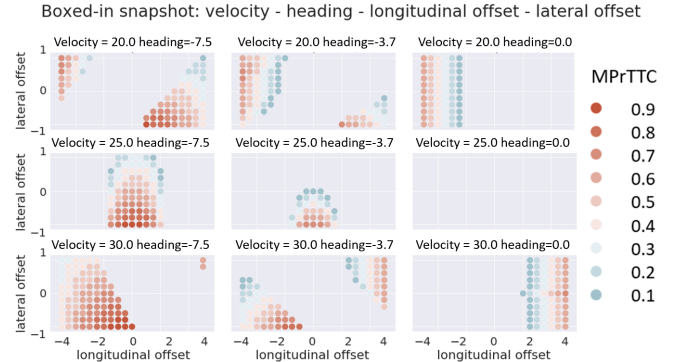 Boxed-in snapshot: velocity - heading - longitudinal offset - lateral offset
Velocity = 20.0 heading=-7.5
Velocity = 20.0 heading=-3.7
Velocity = 20.0 heading=0.0
lateral offset
1
0
−1
Velocity = 25.0 heading=-7.5
Velocity = 25.0 heading=-3.7
Velocity = 25.0 heading=0.0
lateral offset
1
0
−1
Velocity = 30.0 heading=-7.5
Velocity = 30.0 heading=-3.7
Velocity = 30.0 heading=0.0
lateral offset
1
0
−1
−4 −2 0 2 4
−4 −2 0 2 4
−4 −2 0 2 4
longitudinal offset
longitudinal offset
longitudinal offset
MPrTTC
0.9
0.8
0.7
0.6
0.5
0.4
0.3
0.2
0.1